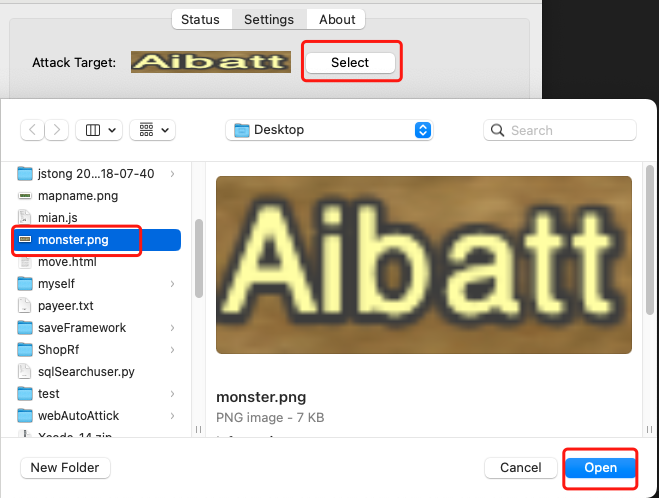 Status Settings About
Attack Target: Aibatt Select
Desktop Search
jstong 20...18-07-40
mapname.png
mian.js
monster.png
move.html
myself
payeer.txt
saveFramework
ShopRf
sqlSearchuser.py
test
webAutoAttick
Xcode_14.zip
Aibatt
monster.png
PNG image - 7 KB
New Folder Cancel Open